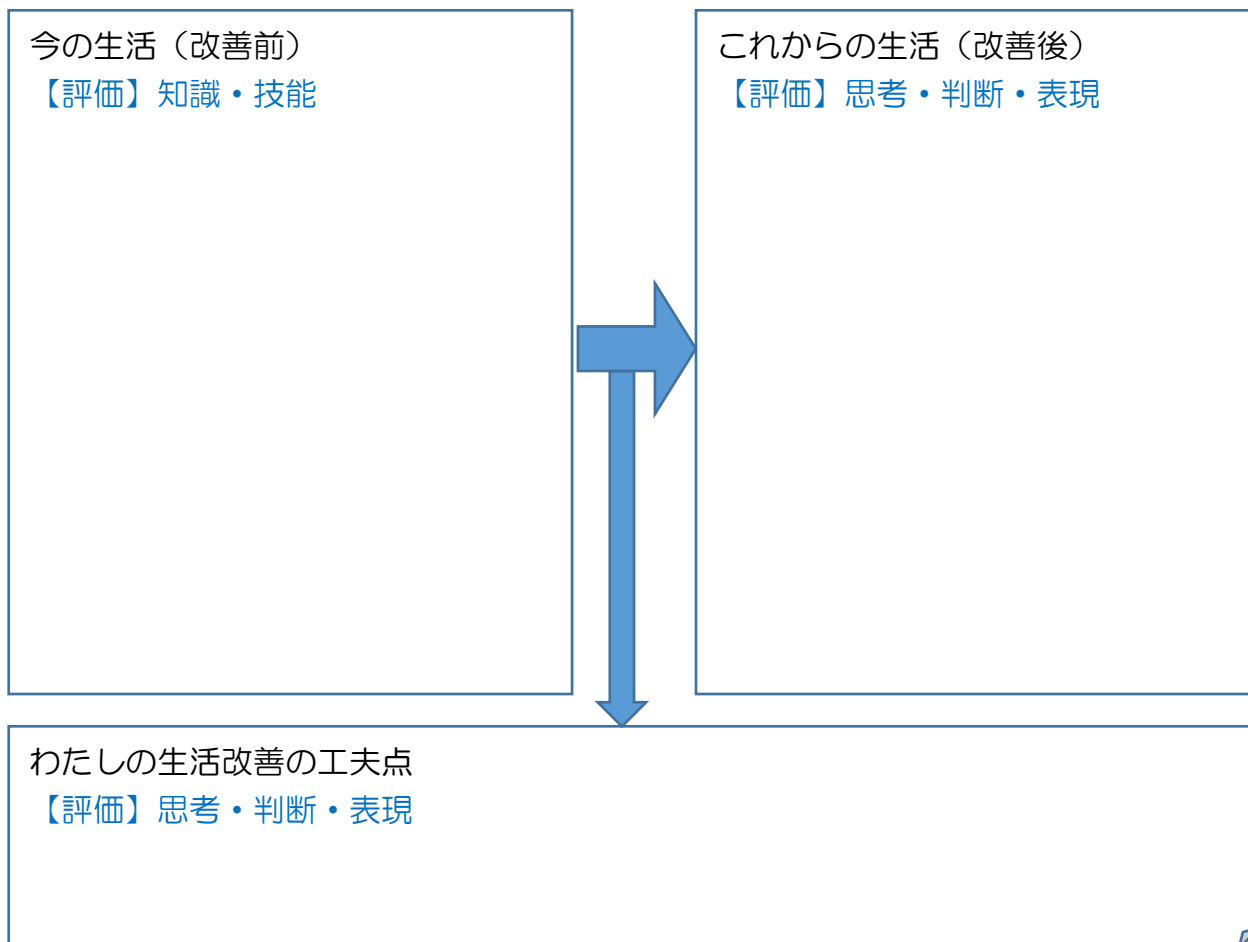 今の生活（改善前）
【評価】知識・技能
これからの生活（改善後）
【評価】思考・判断・表現
わたしの生活改善の工夫点
【評価】思考・判断・表現